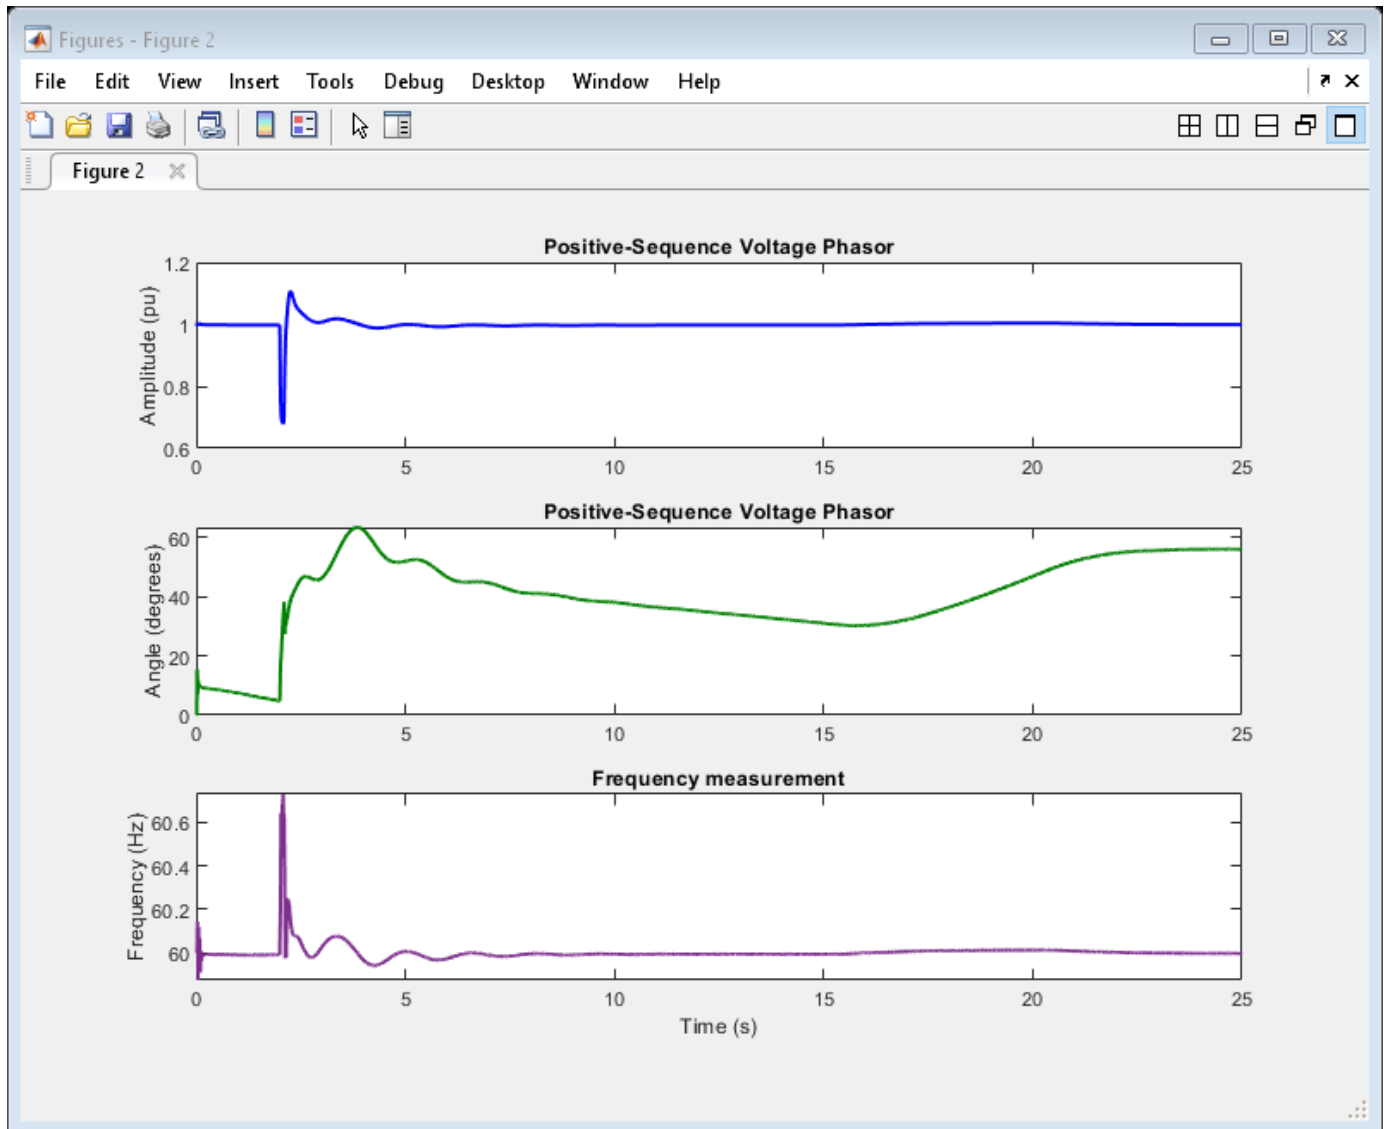 Figures - Figure 2
File Edit View Insert Tools Debug Desktop Window Help
Figure 2
Positive-Sequence Voltage Phasor
Amplitude (pu)
1.2
1
0.8
0.6
0 5 10 15 20 25
Positive-Sequence Voltage Phasor
Angle (degrees)
60
40
20
0
0 5 10 15 20 25
Frequency measurement
Frequency (Hz)
60.6
60.4
60.2
60
0 5 10 15 20 25
Time (s)